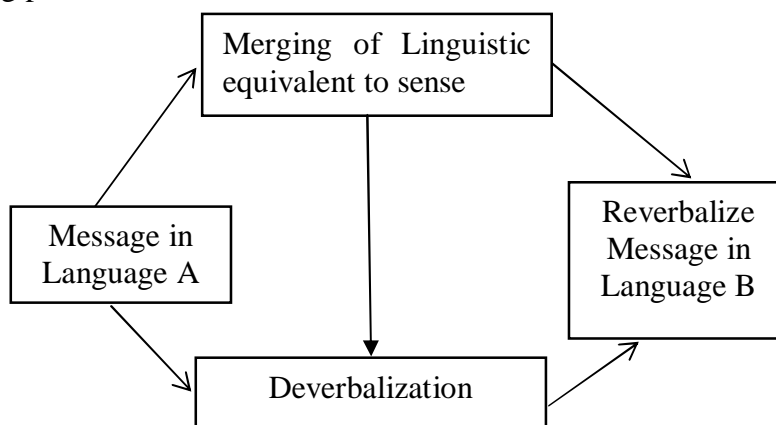 g p
Merging of Linguistic
equivalent to sense
Message in
Language A
Reverbalize
Message in
Language B
Deverbalization